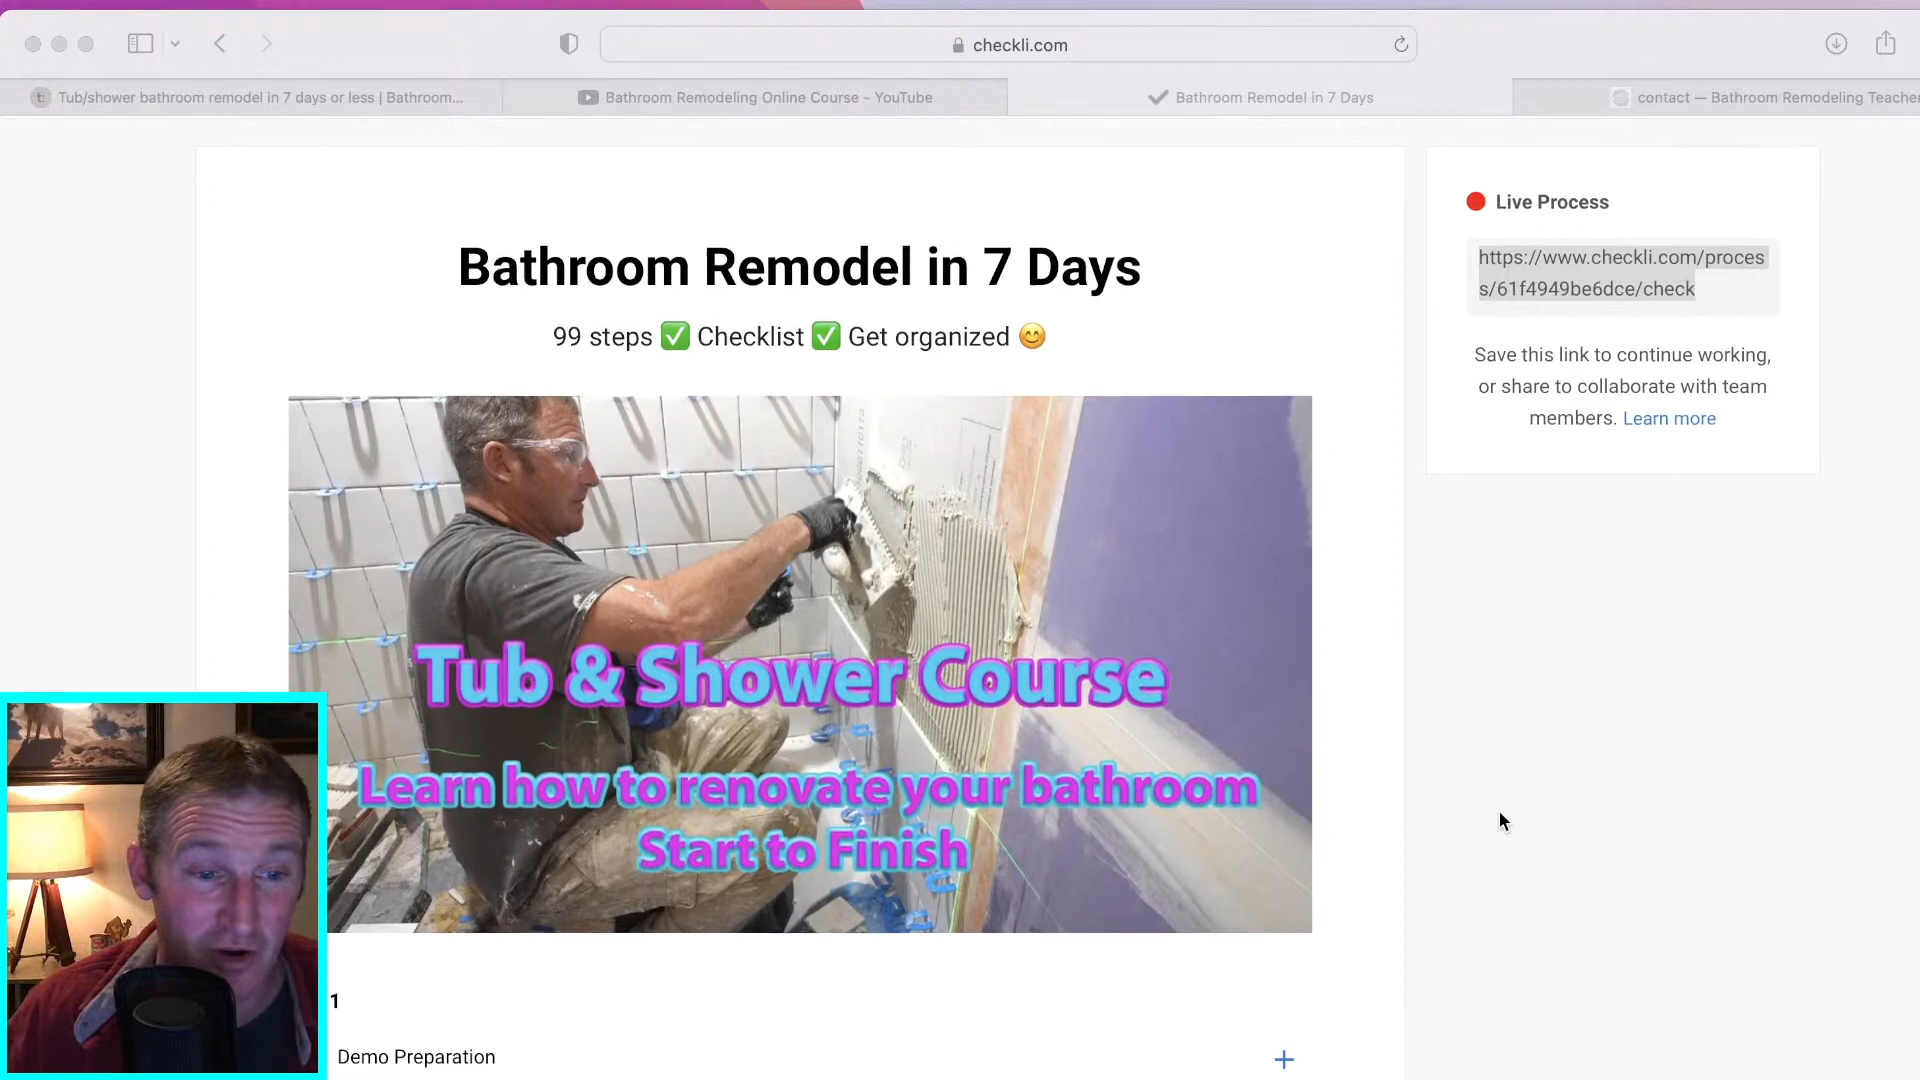 checkli.com
Tub/shower bathroom remodel in 7 days or less | Bathroom...
Bathroom Remodeling Online Course - YouTube
Bathroom Remodel in 7 Days
contact — Bathroom Remodeling Teacher
Bathroom Remodel in 7 Days
99 steps ✅ Checklist ✅ Get organized 😊
Tub & Shower Course
Learn how to renovate your bathroom
Start to Finish
1
Demo Preparation
Live Process
https://www.checkli.com/proces
s/61f4949be6dce/check
Save this link to continue working,
or share to collaborate with team
members. Learn more